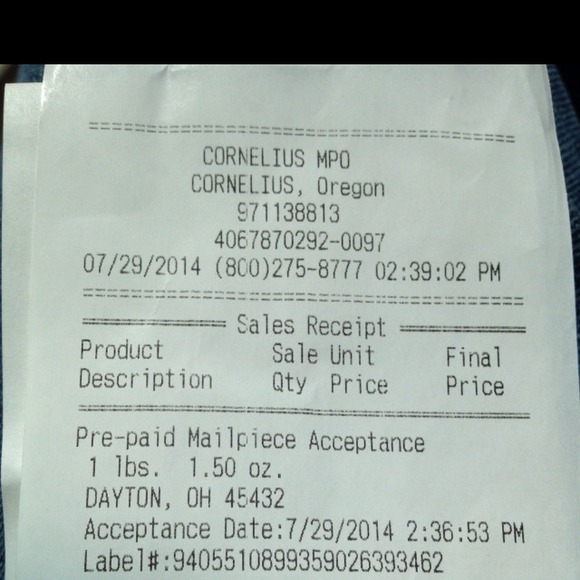 CORNELIUS MPO
CORNELIUS, Oregon
971138813
4067870292-0097
07/29/2014 (800)275-8777 02:39:02 PM
Sales Receipt
Product Sale Unit Final
Description Qty Price Price
Pre-paid Mailpiece Acceptance
1 lbs. 1.50 oz.
DAYTON, OH 45432
Acceptance Date:7/29/2014 2:36:53 PM
Label#:9405510899359026393462